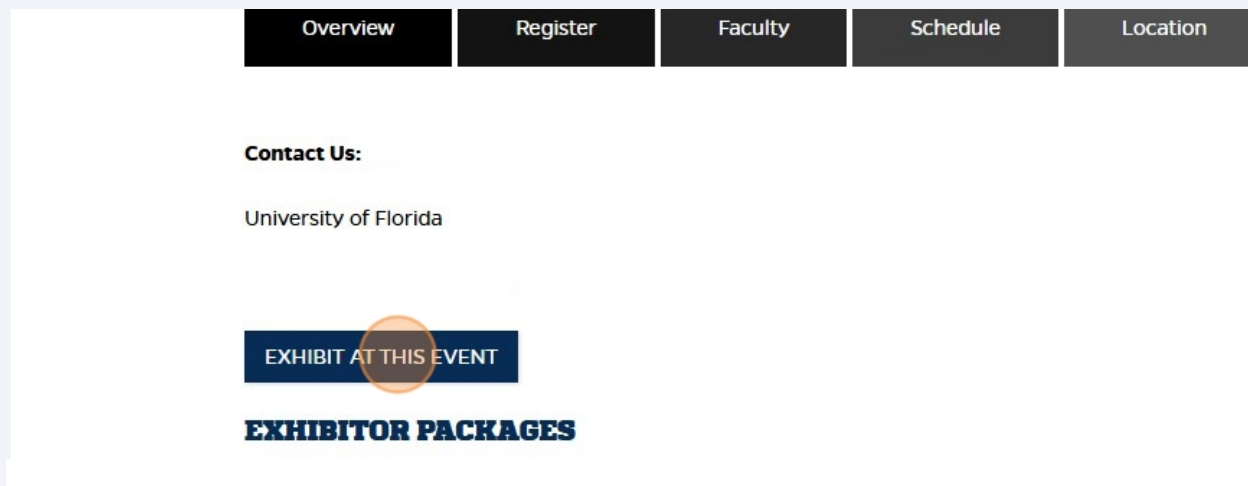 Overview Register Faculty Schedule Location
Contact Us:
University of Florida
EXHIBIT AT THIS EVENT
EXHIBITOR PACKAGES